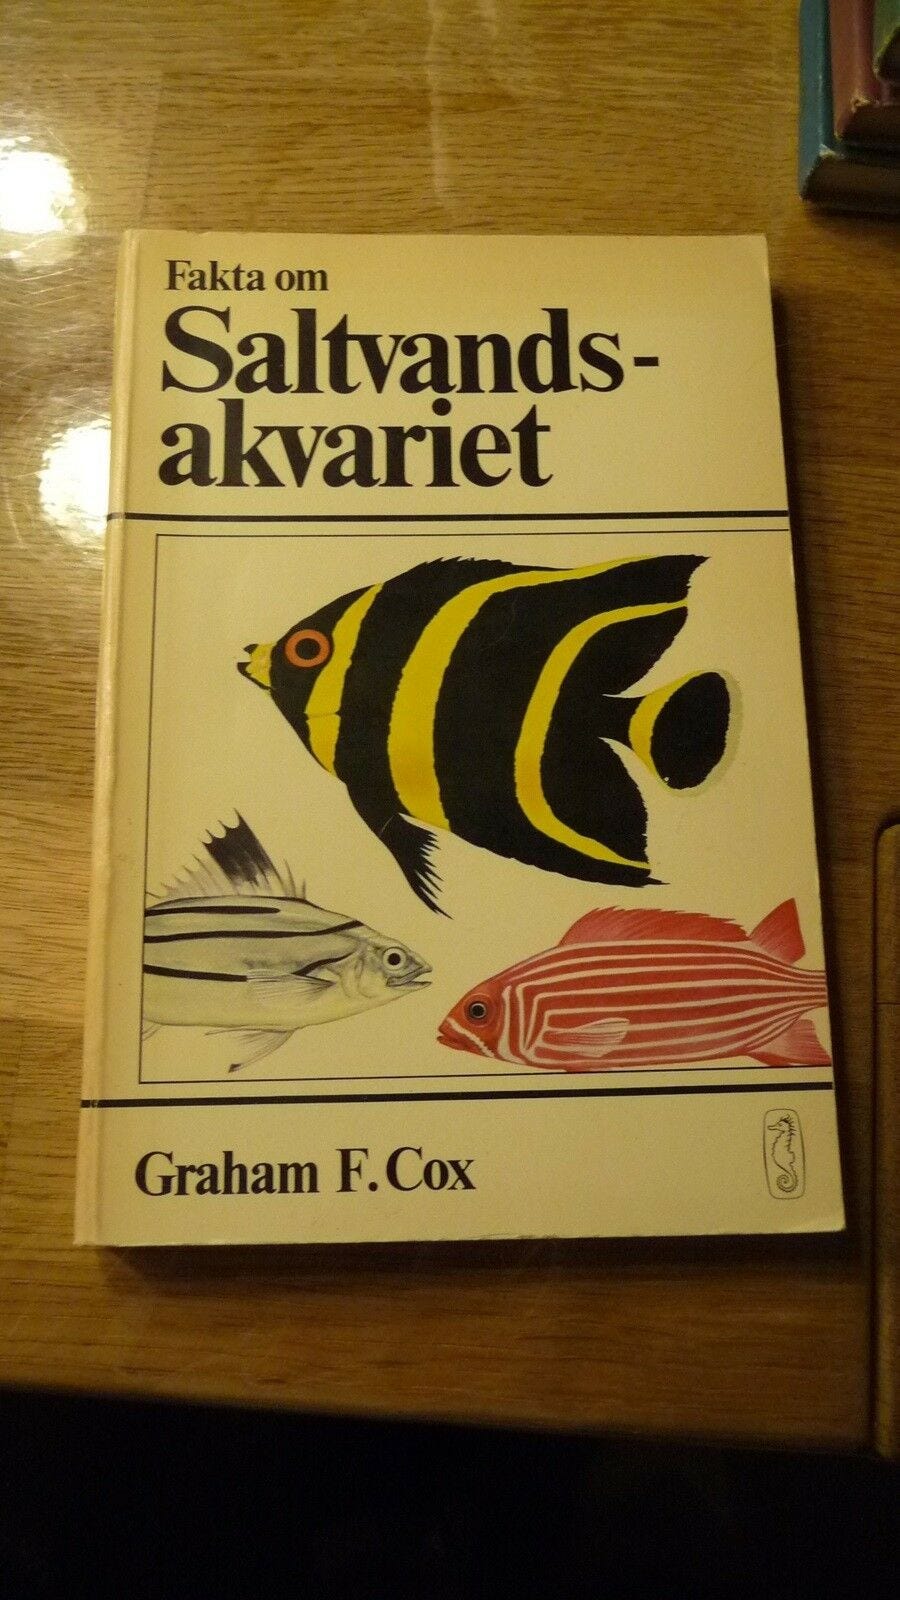 Fakta om
Saltvands-
akvariet
Graham F. Cox